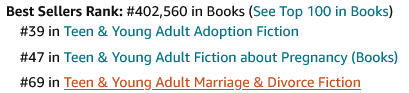 Best Sellers Rank: #402,560 in Books (See Top 100 in Books)
#39 in Teen & Young Adult Adoption Fiction
#47 in Teen & Young Adult Fiction about Pregnancy (Books)
#69 in Teen & Young Adult Marriage & Divorce Fiction